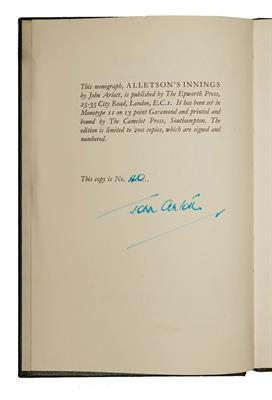 This monograph, ALLETSON'S INNINGS
by John Arlott, is published by The Epworth Press,
25-35 City Road, London, E.C.1. It has been set in
Monotype 11 on 13 point Garamond and printed and
bound by The Camelot Press, Southampton. The
edition is limited to 200 copies, which are signed and
numbered.
This copy is No.
John Arlott